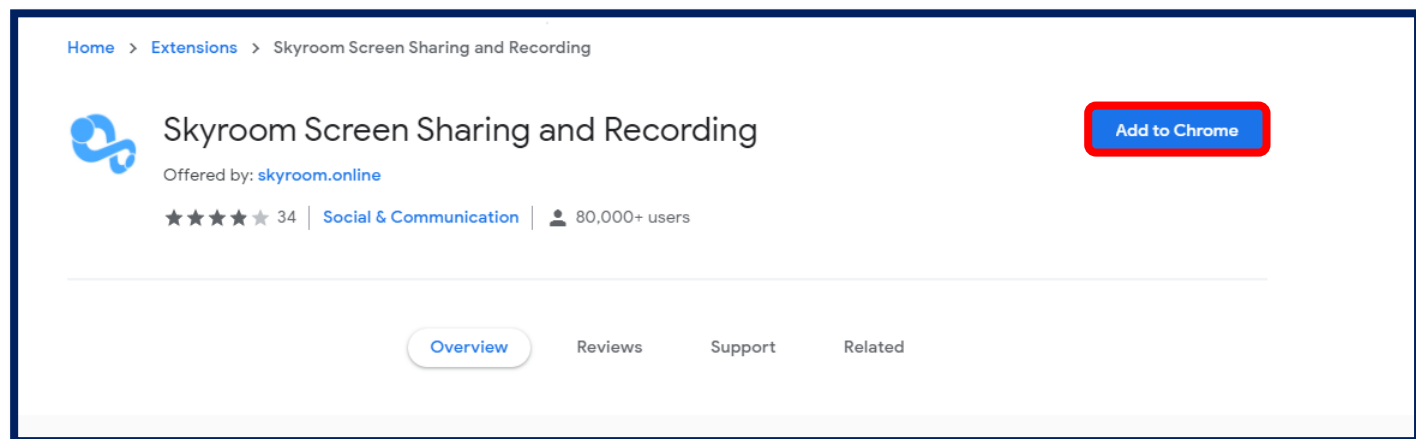 Home > Extensions > Skyroom Screen Sharing and Recording
Skyroom Screen Sharing and Recording
Add to Chrome
Offered by: skyroom.online
34 | Social & Communication | 80,000+ users
Overview Reviews Support Related